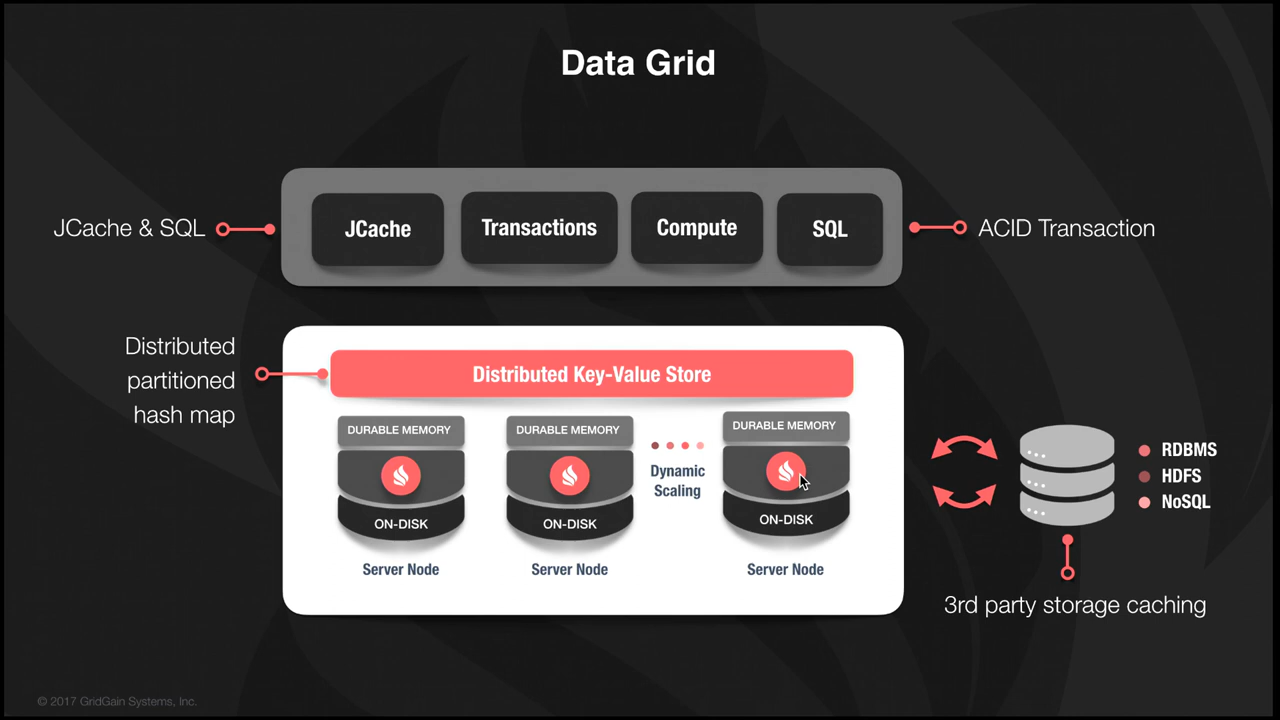 Data Grid
JCache & SQL
JCache
Transactions
Compute
SQL
ACID Transaction
Distributed
partitioned
hash map
Distributed Key-Value Store
DURABLE MEMORY
ON-DISK
Server Node
DURABLE MEMORY
ON-DISK
Server Node
Dynamic
Scaling
DURABLE MEMORY
ON-DISK
Server Node
RDBMS
HDFS
NoSQL
3rd party storage caching
© 2017 GridGain Systems, Inc.